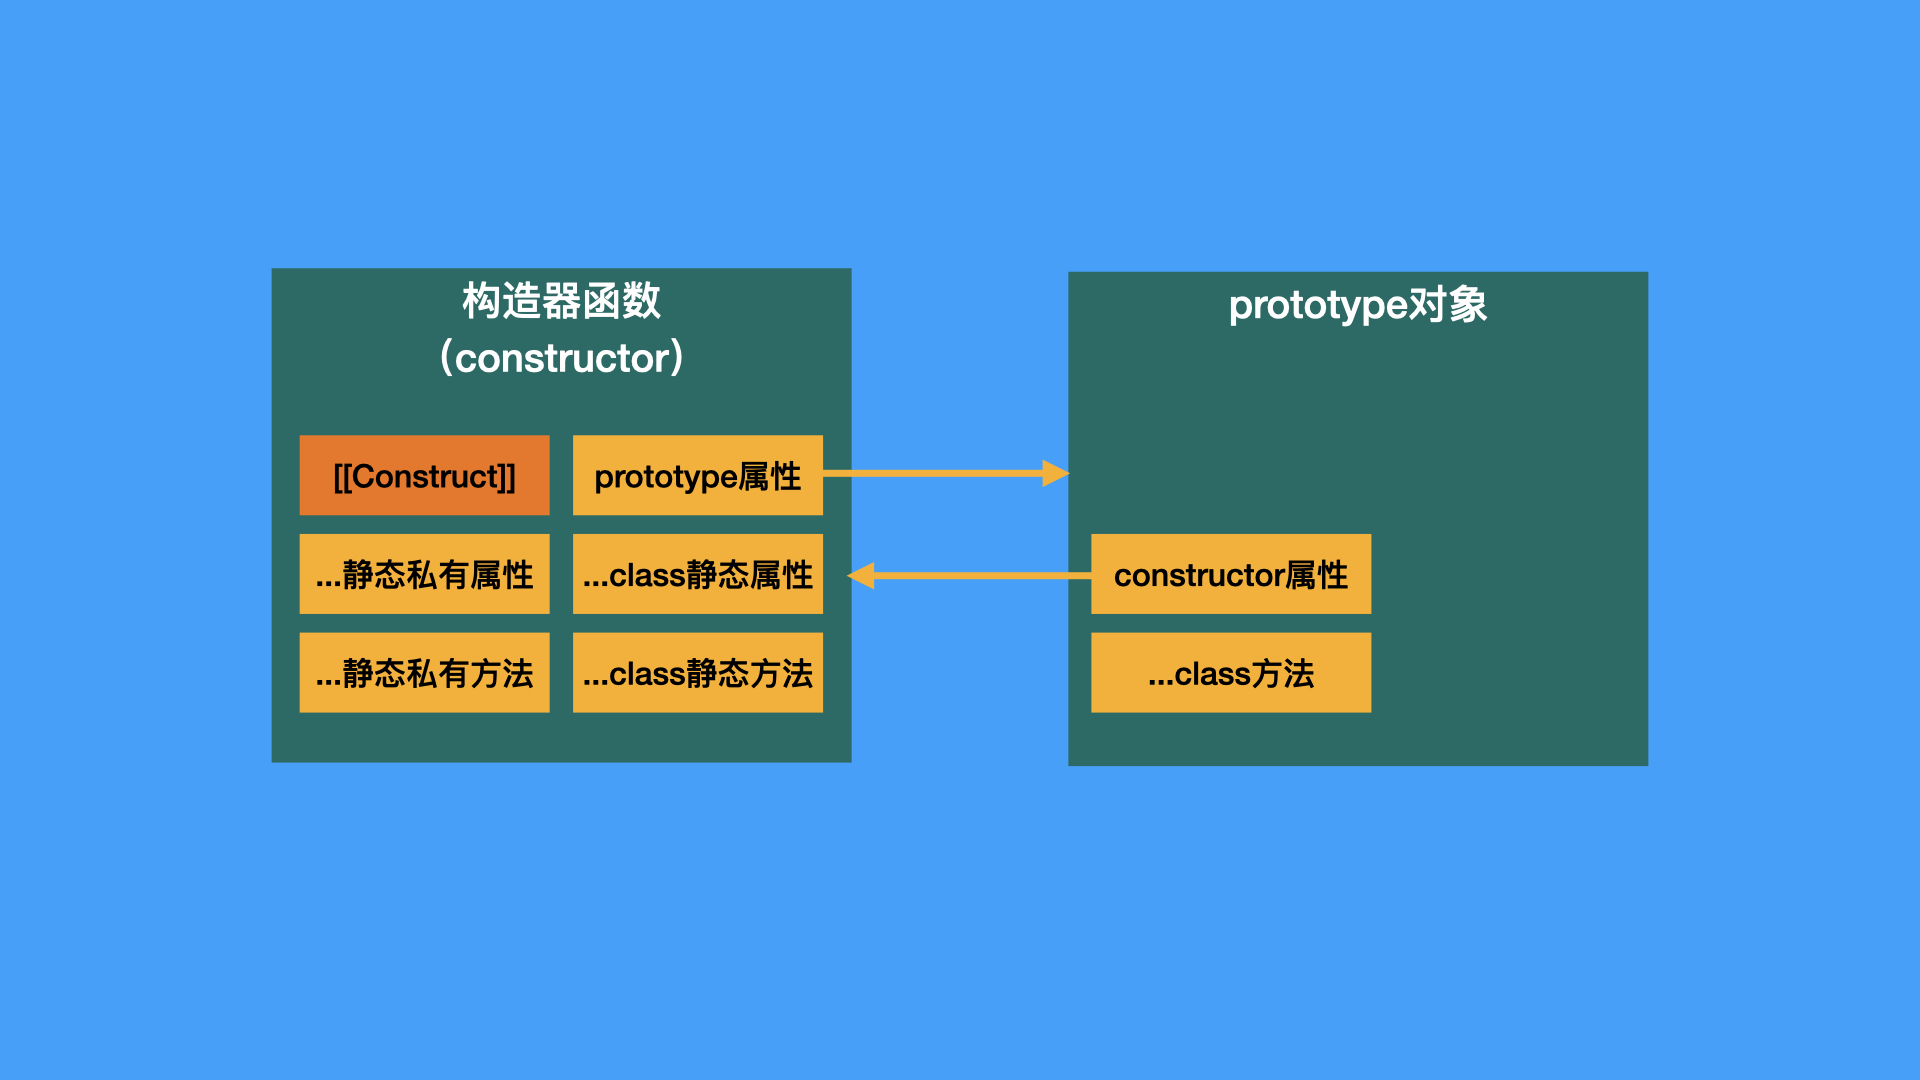 构造器函数
（constructor）
[[Construct]]
prototype属性
...静态私有属性
...class静态属性
...静态私有方法
...class静态方法
prototype对象
constructor属性
...class方法